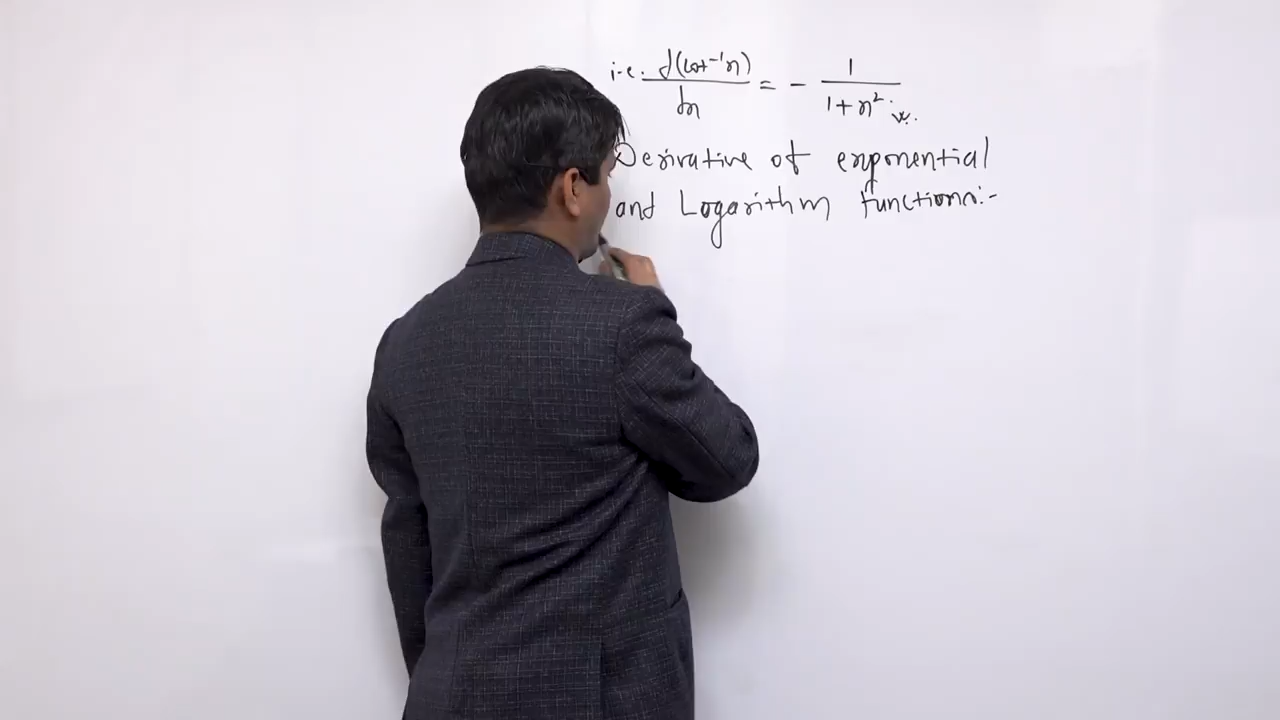 i.e. d(cot⁻¹x)/dx = - 1/(1+x²).
Derivative of exponential
and Logarithm functions:-